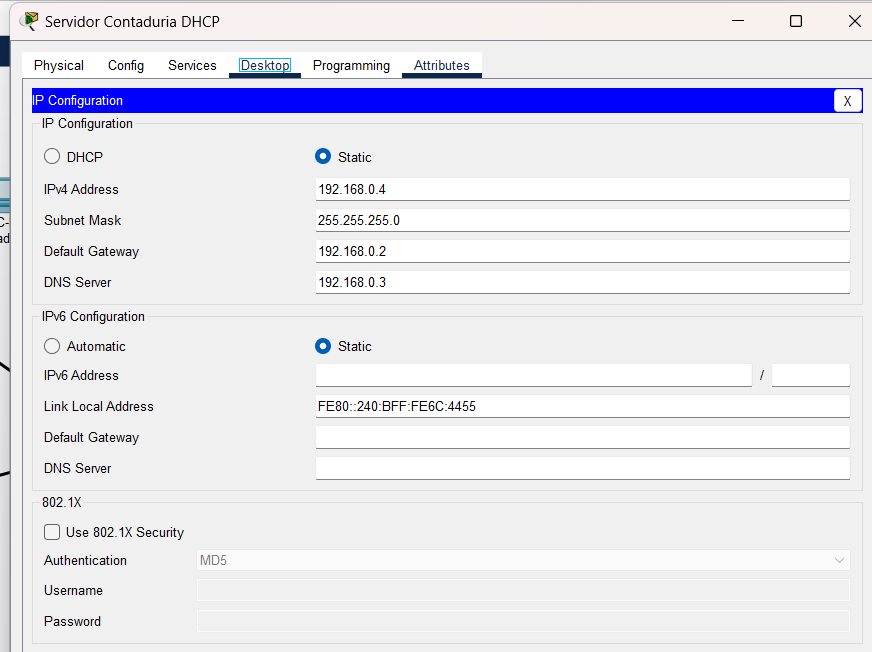 Servidor Contaduria DHCP
Physical Config Services Desktop Programming Attributes
IP Configuration X
IP Configuration
DHCP Static
IPv4 Address 192.168.0.4
Subnet Mask 255.255.255.0
Default Gateway 192.168.0.2
DNS Server 192.168.0.3
IPv6 Configuration
Automatic Static
IPv6 Address /
Link Local Address FE80::240:BFF:FE6C:4455
Default Gateway
DNS Server
802.1X
Use 802.1X Security
Authentication MD5
Username
Password